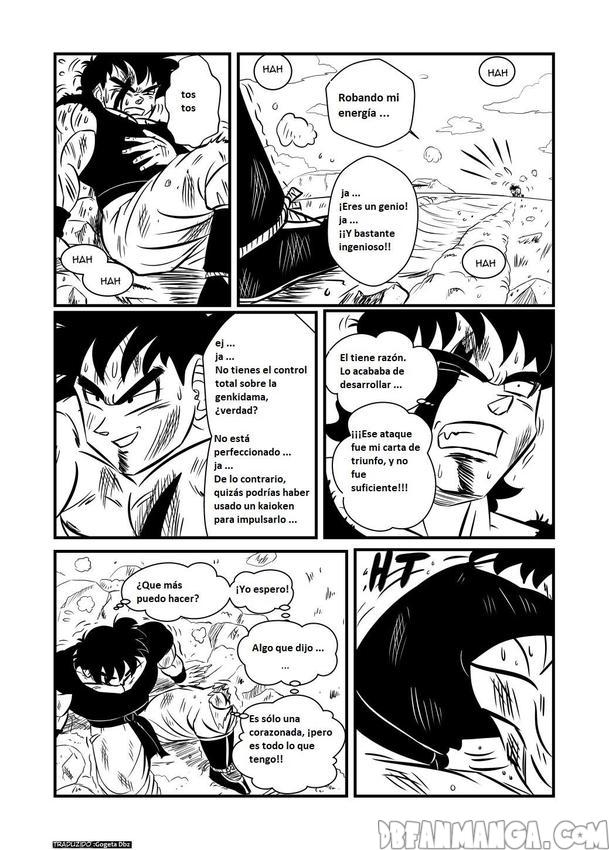 tos
tos
HAH
HAH
HAH
Robando mi
energía ...
HAH
ja ...
¡Eres un genio!
ja ...
¡¡Y bastante
ingenioso!!
HAH
HAH
ej ...
ja ...
No tienes el control
total sobre la
genkidama,
¿verdad?
No está
perfeccionado ...
ja ...
De lo contrario,
quizás podrías haber
usado un kaioken
para impulsarlo ...
El tiene razón.
Lo acababa de
desarrollar ...
¡¡¡Ese ataque
fue mi carta de
triunfo, y no
fue
suficiente!!!
¿Que más
puedo hacer?
¡Yo espero!
Algo que dijo ...
...
Es sólo una
corazonada, ¡pero
es todo lo que
tengo!!
HT
TRADUZIDO :Gogeta Dbz
DBFANMANGA.COM